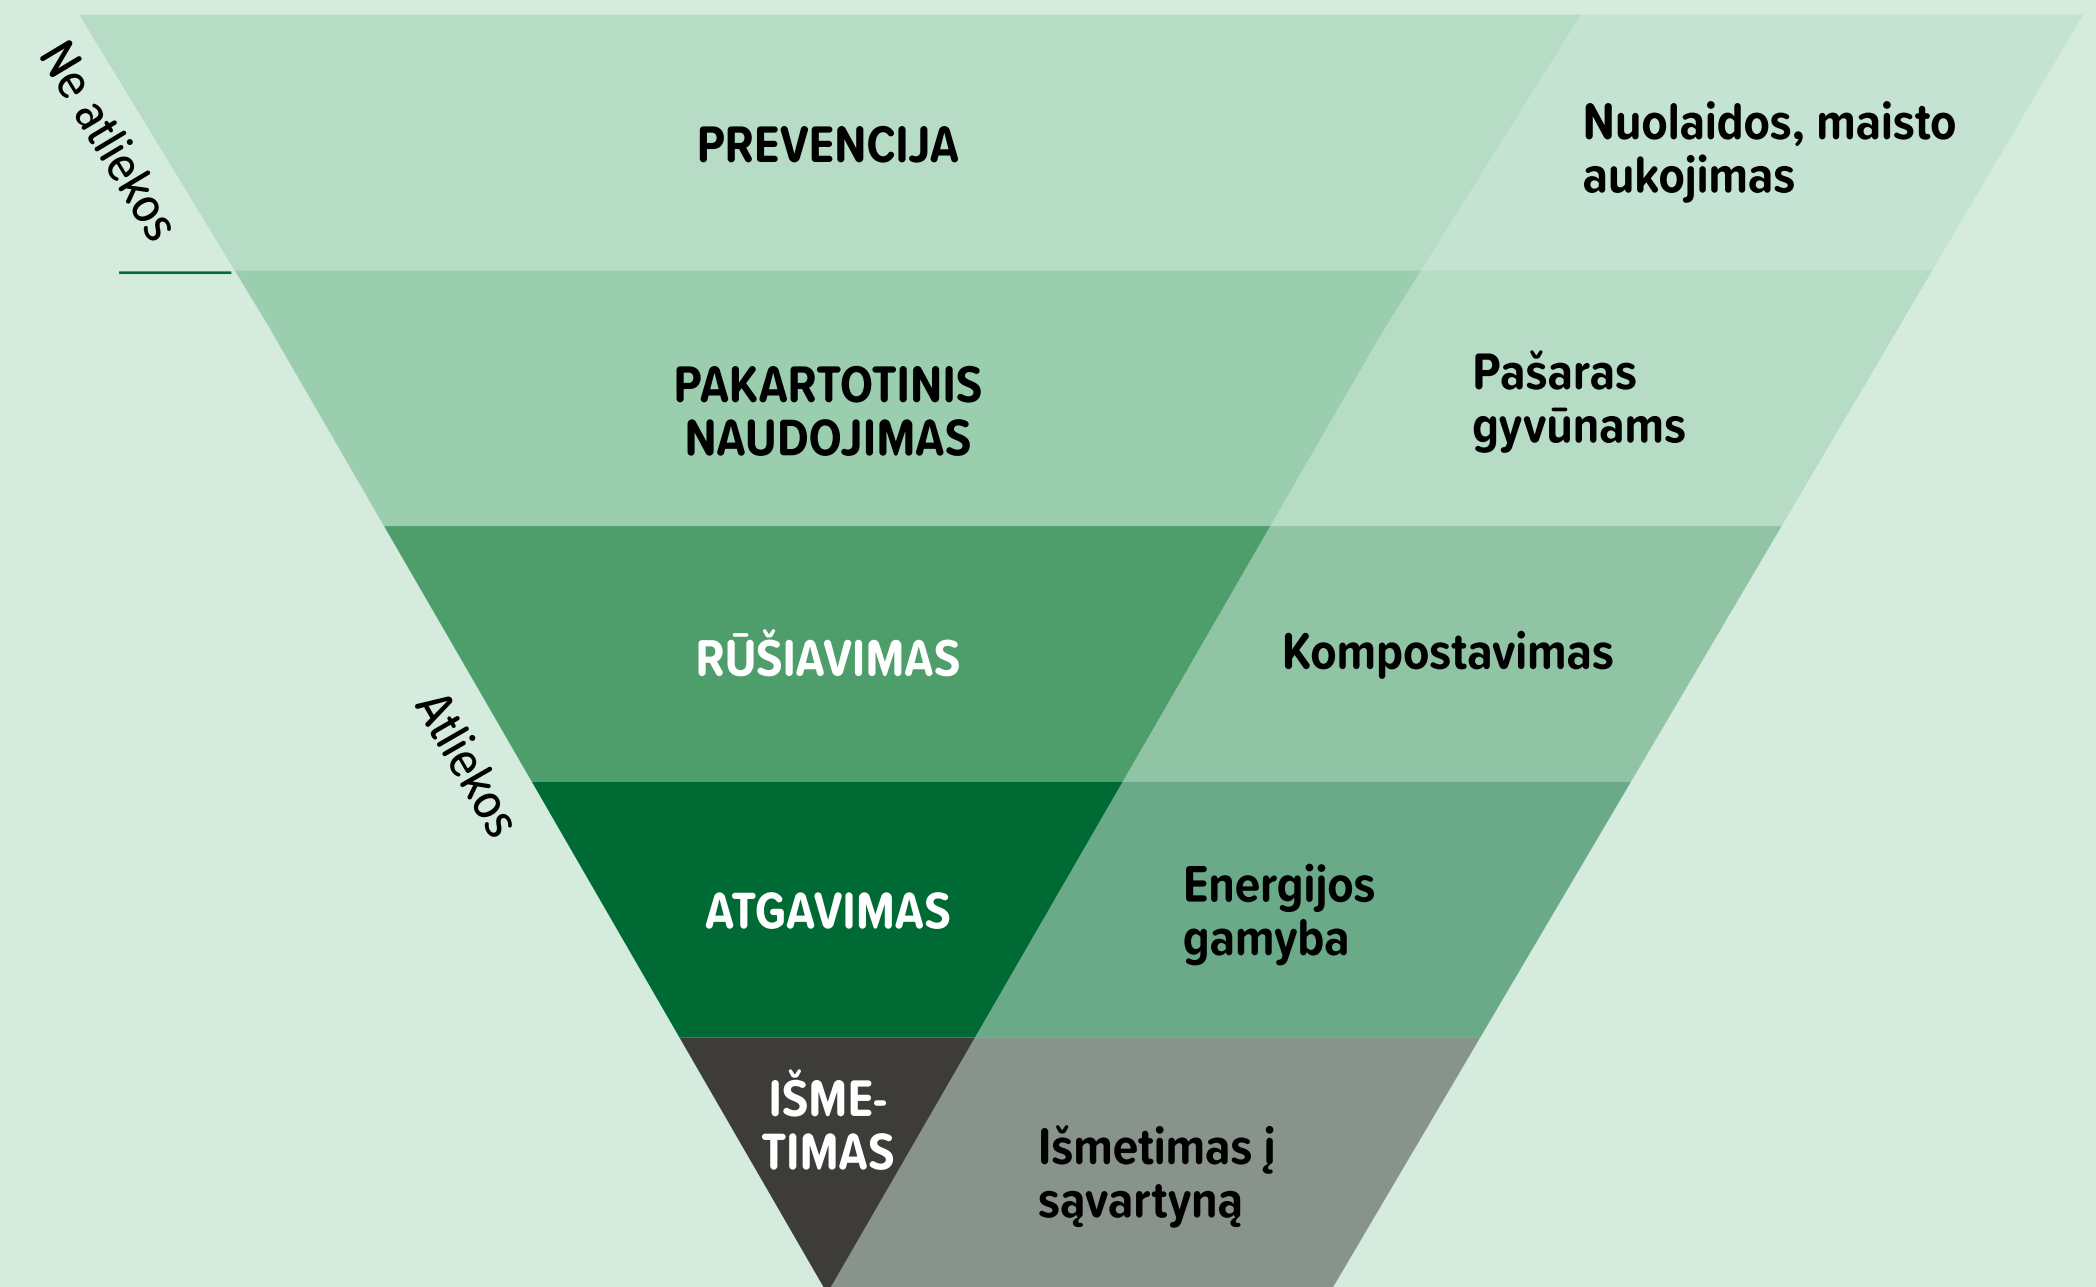 Ne atliekos
PREVENCIJA
Nuolaidos, maisto
aukojimas
PAKARTOTINIS
NAUDOJIMAS
Pašaras
gyvūnams
Atliekos
RŪŠIAVIMAS
Kompostavimas
ATGAVIMAS
Energijos
gamyba
IŠME-
TIMAS
Išmetimas į
sąvartyną